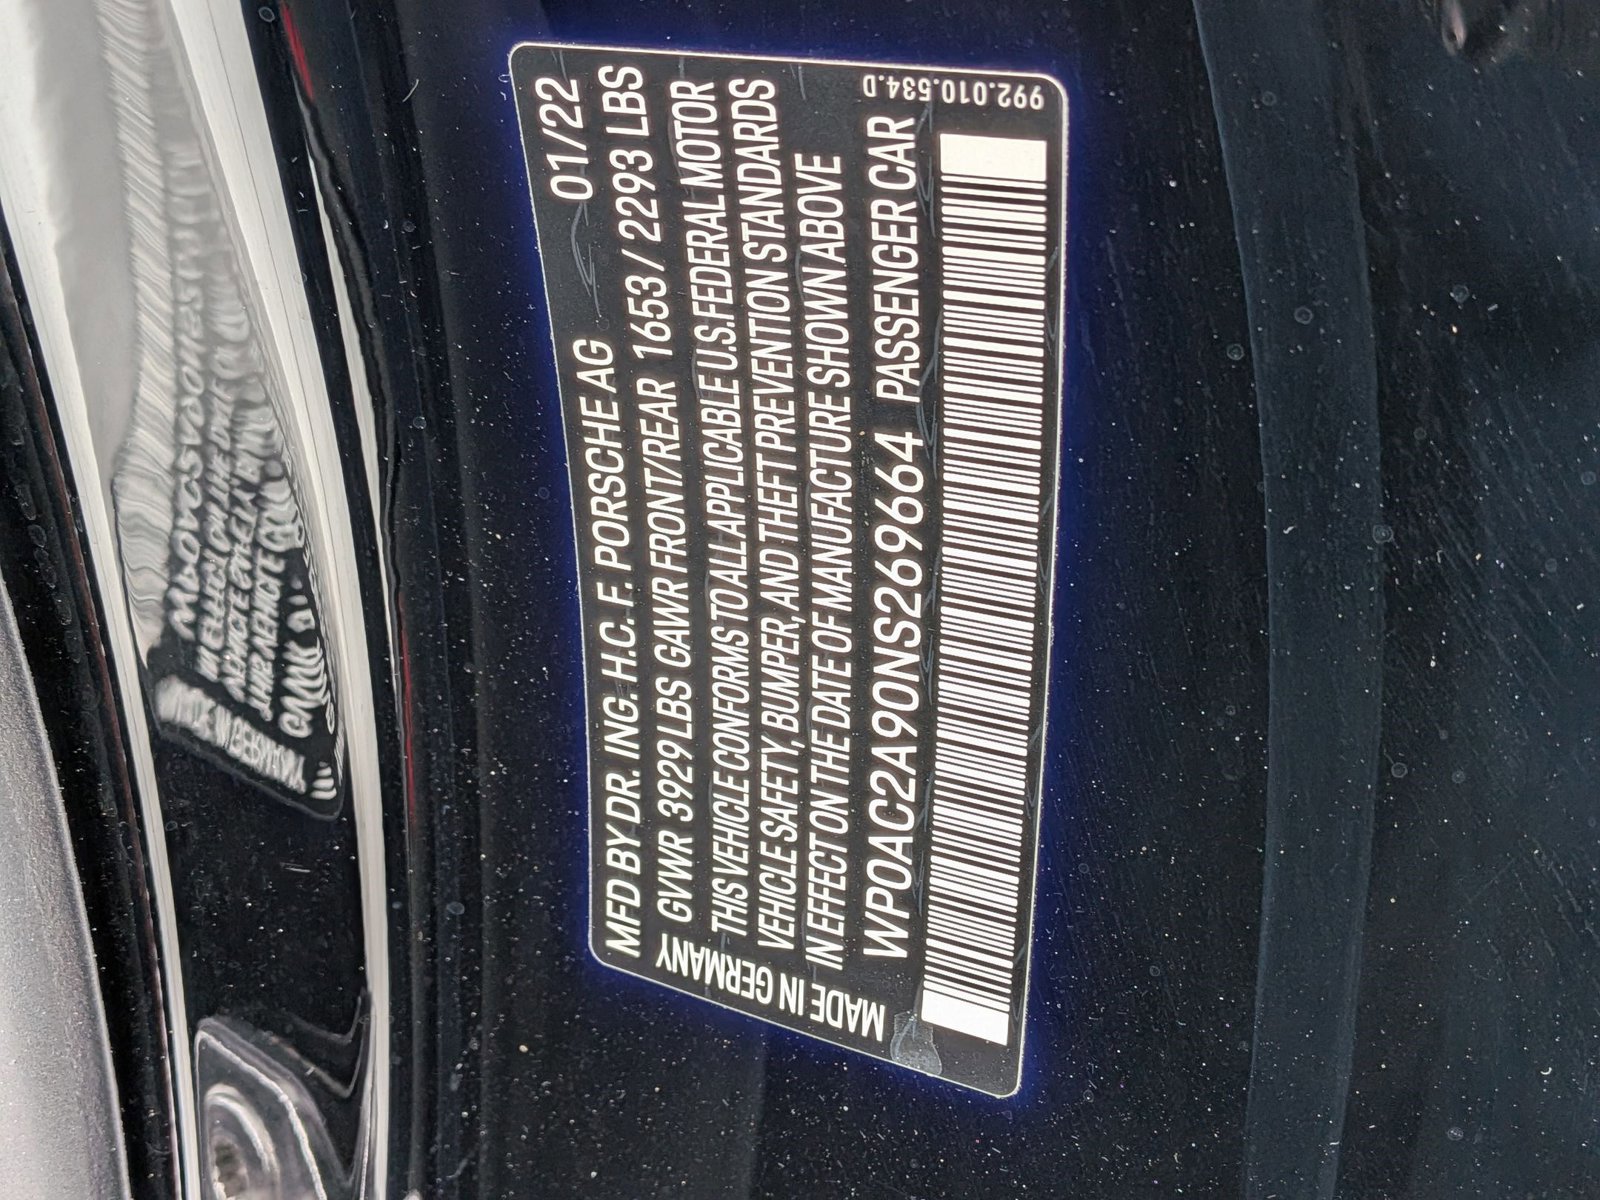 MFD BY DR. ING. H.C. F. PORSCHE AG 01/22
GVWR 3929 LBS GAWR FRONT/REAR 1653 / 2293 LBS
THIS VEHICLE CONFORMS TO ALL APPLICABLE U.S. FEDERAL MOTOR
VEHICLE SAFETY, BUMPER, AND THEFT PREVENTION STANDARDS
IN EFFECT ON THE DATE OF MANUFACTURE SHOWN ABOVE
WP0AC2A90NS269664 PASSENGER CAR
MADE IN GERMANY
992.010.534.D